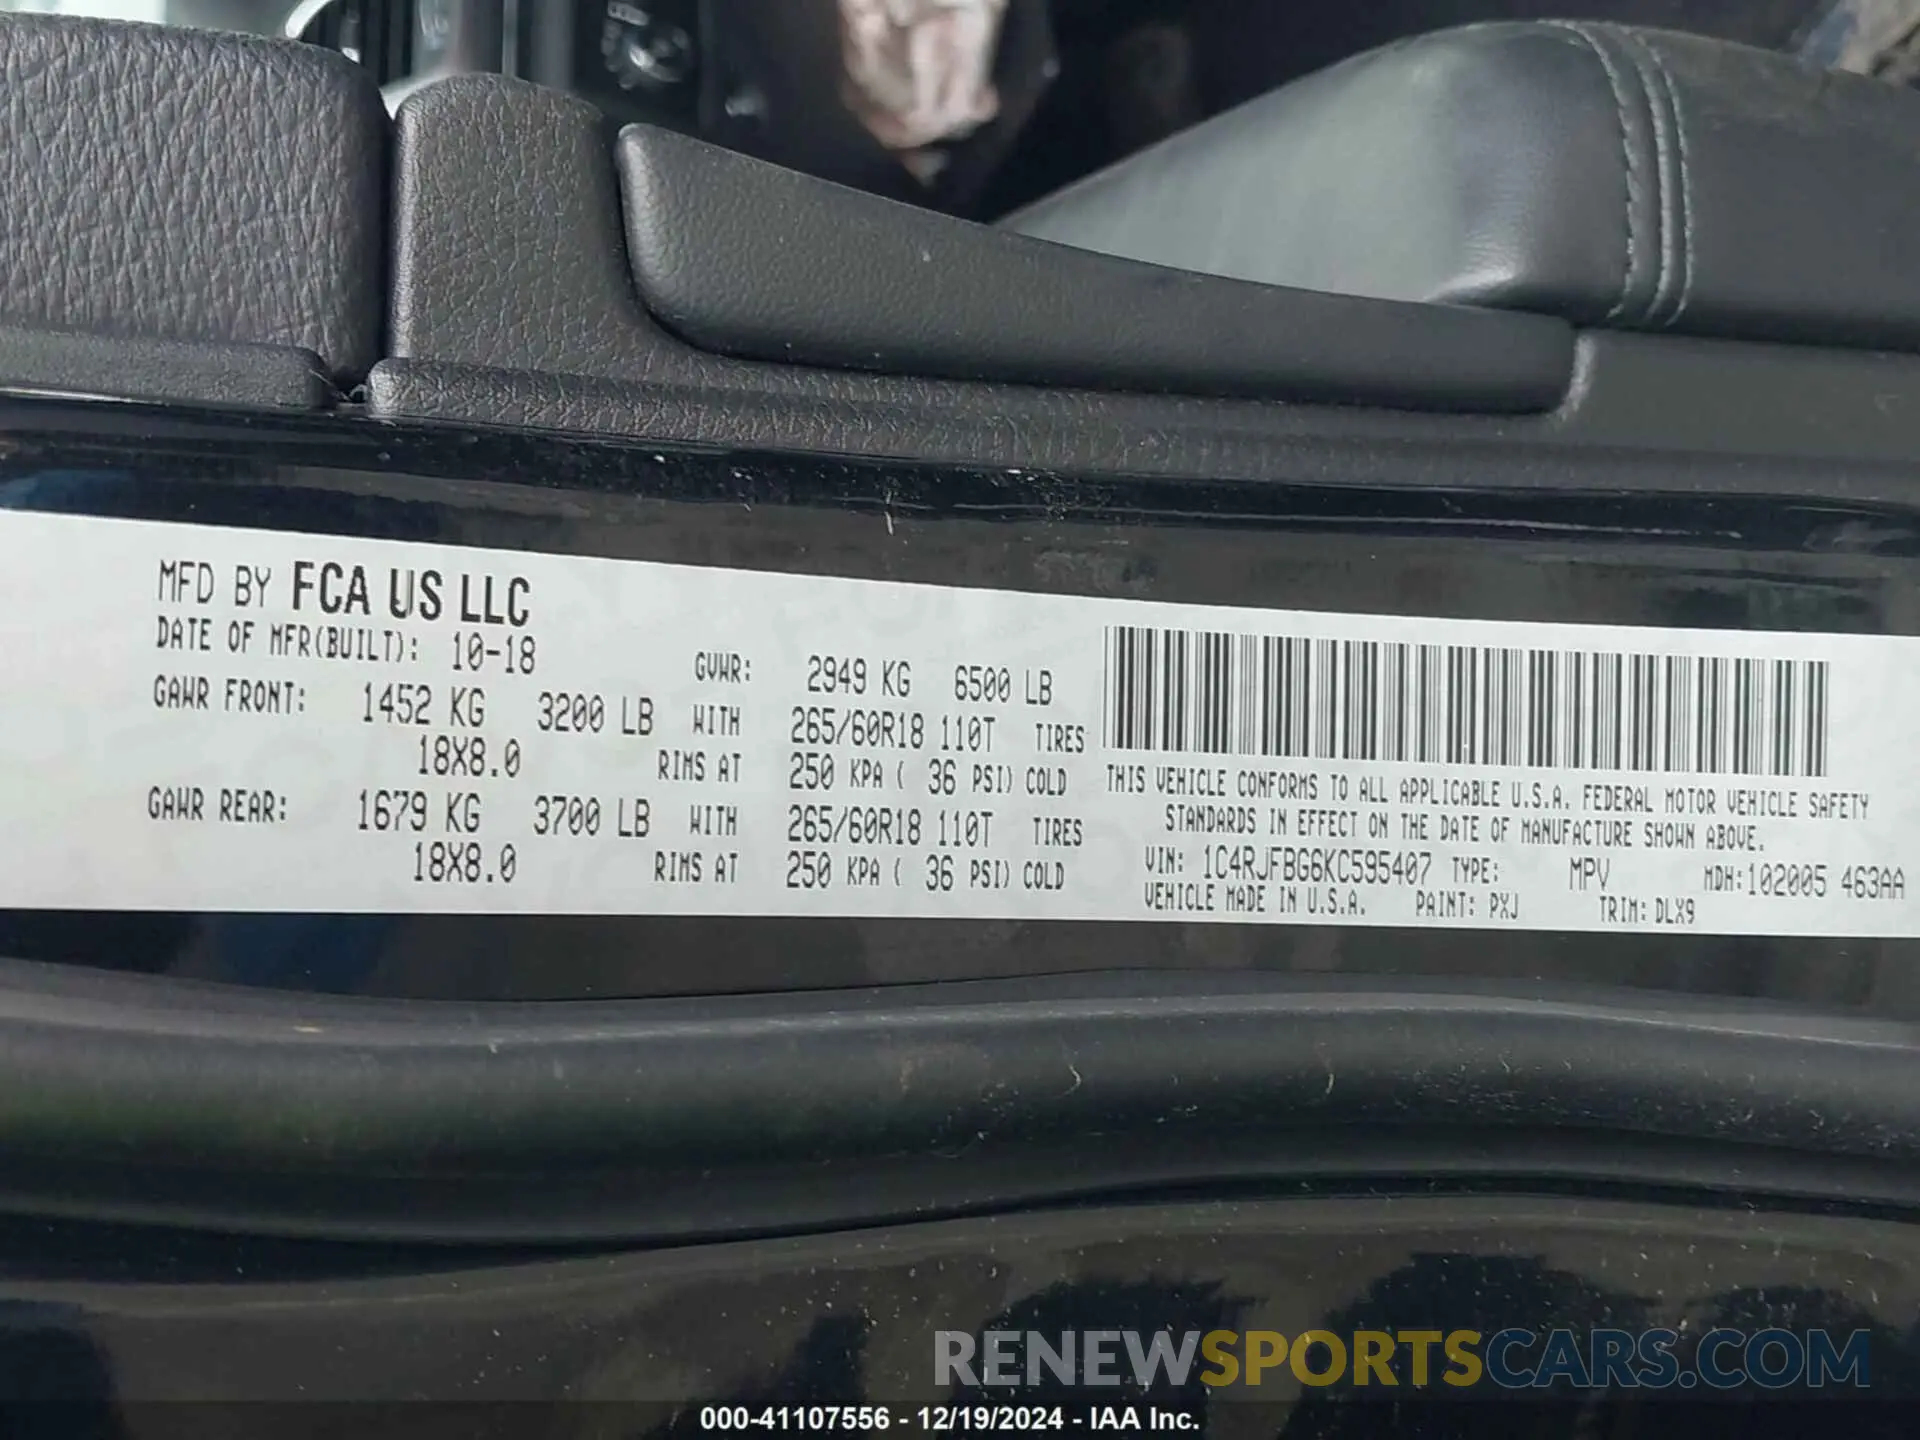 MFD BY FCA US LLC
DATE OF MFR(BUILT): 10-18
GVWR: 2949 KG 6500 LB
GAWR FRONT: 1452 KG 3200 LB WITH 265/60R18 110T TIRES
18X8.0 RIMS AT 250 KPA ( 36 PSI) COLD
GAWR REAR: 1679 KG 3700 LB WITH 265/60R18 110T TIRES
18X8.0 RIMS AT 250 KPA ( 36 PSI) COLD
THIS VEHICLE CONFORMS TO ALL APPLICABLE U.S.A. FEDERAL MOTOR VEHICLE SAFETY
STANDARDS IN EFFECT ON THE DATE OF MANUFACTURE SHOWN ABOVE.
VIN: 1C4RJFBG6KC595407 TYPE: MPV MDH:102005 463AA
VEHICLE MADE IN U.S.A. PAINT: PXJ TRIM: DLX9
RENEWSPORTSCARS.COM
000-41107556 - 12/19/2024 - IAA Inc.